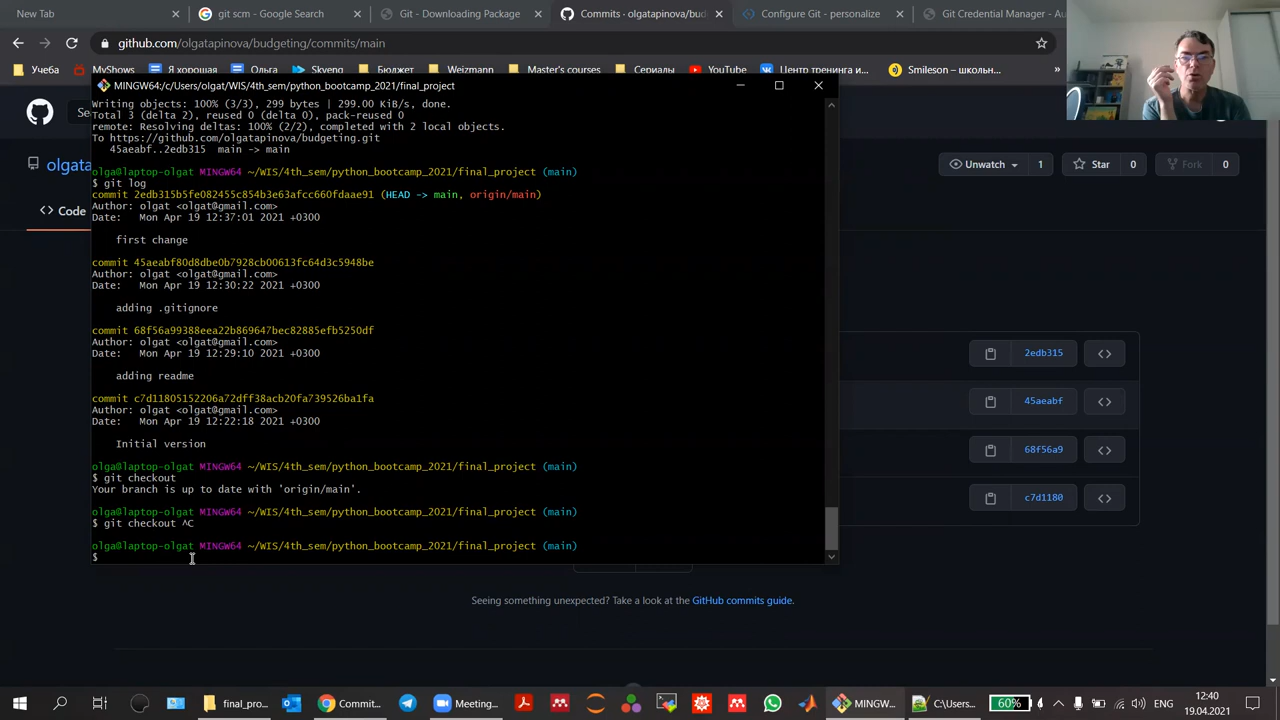 New Tab
git scm - Google Search
Git - Downloading Package
Commits · olgatapinova/budgeting
Configure Git - personalize
Git Credential Manager - Au
github.com/olgatapinova/budgeting/commits/main
Учеба
MyShows
Я хорошая
Ольга
Skyeng
Бюджет
Weizmann
Master's courses
Сериалы
YouTube
Центр тренинга и...
Smilason – школьн...
MINGW64:/c/Users/olgat/WIS/4th_sem/python_bootcamp_2021/final_project
Writing objects: 100% (3/3), 299 bytes | 299.00 KiB/s, done.
Total 3 (delta 2), reused 0 (delta 0), pack-reused 0
remote: Resolving deltas: 100% (2/2), completed with 2 local objects.
To https://github.com/olgatapinova/budgeting.git
45aeabf..2edb315  main -> main
olga@laptop-olgat MINGW64 ~/WIS/4th_sem/python_bootcamp_2021/final_project (main)
$ git log
commit 2edb315b5fe082455c854b3e63afcc660fdaae91 (HEAD -> main, origin/main)
Author: olgat <olgat@gmail.com>
Date:   Mon Apr 19 12:37:01 2021 +0300
first change
commit 45aeabf80d8dbe0b7928cb00613fc64d3c5948be
Author: olgat <olgat@gmail.com>
Date:   Mon Apr 19 12:30:22 2021 +0300
adding .gitignore
commit 68f56a99388eea22b869647bec82885efb5250df
Author: olgat <olgat@gmail.com>
Date:   Mon Apr 19 12:29:10 2021 +0300
adding readme
commit c7d11805152206a72dff38acb20fa739526ba1fa
Author: olgat <olgat@gmail.com>
Date:   Mon Apr 19 12:22:18 2021 +0300
Initial version
olga@laptop-olgat MINGW64 ~/WIS/4th_sem/python_bootcamp_2021/final_project (main)
$ git checkout
Your branch is up to date with 'origin/main'.
olga@laptop-olgat MINGW64 ~/WIS/4th_sem/python_bootcamp_2021/final_project (main)
$ git checkout ^C
olga@laptop-olgat MINGW64 ~/WIS/4th_sem/python_bootcamp_2021/final_project (main)
$
Se
olgata
Code
Unwatch
1
Star
0
Fork
0
2edb315
45aeabf
68f56a9
c7d1180
Seeing something unexpected? Take a look at the GitHub commits guide.
final_pro...
Commit...
Meeting...
MINGW...
C:\Users...
60%
12:40
19.04.2021